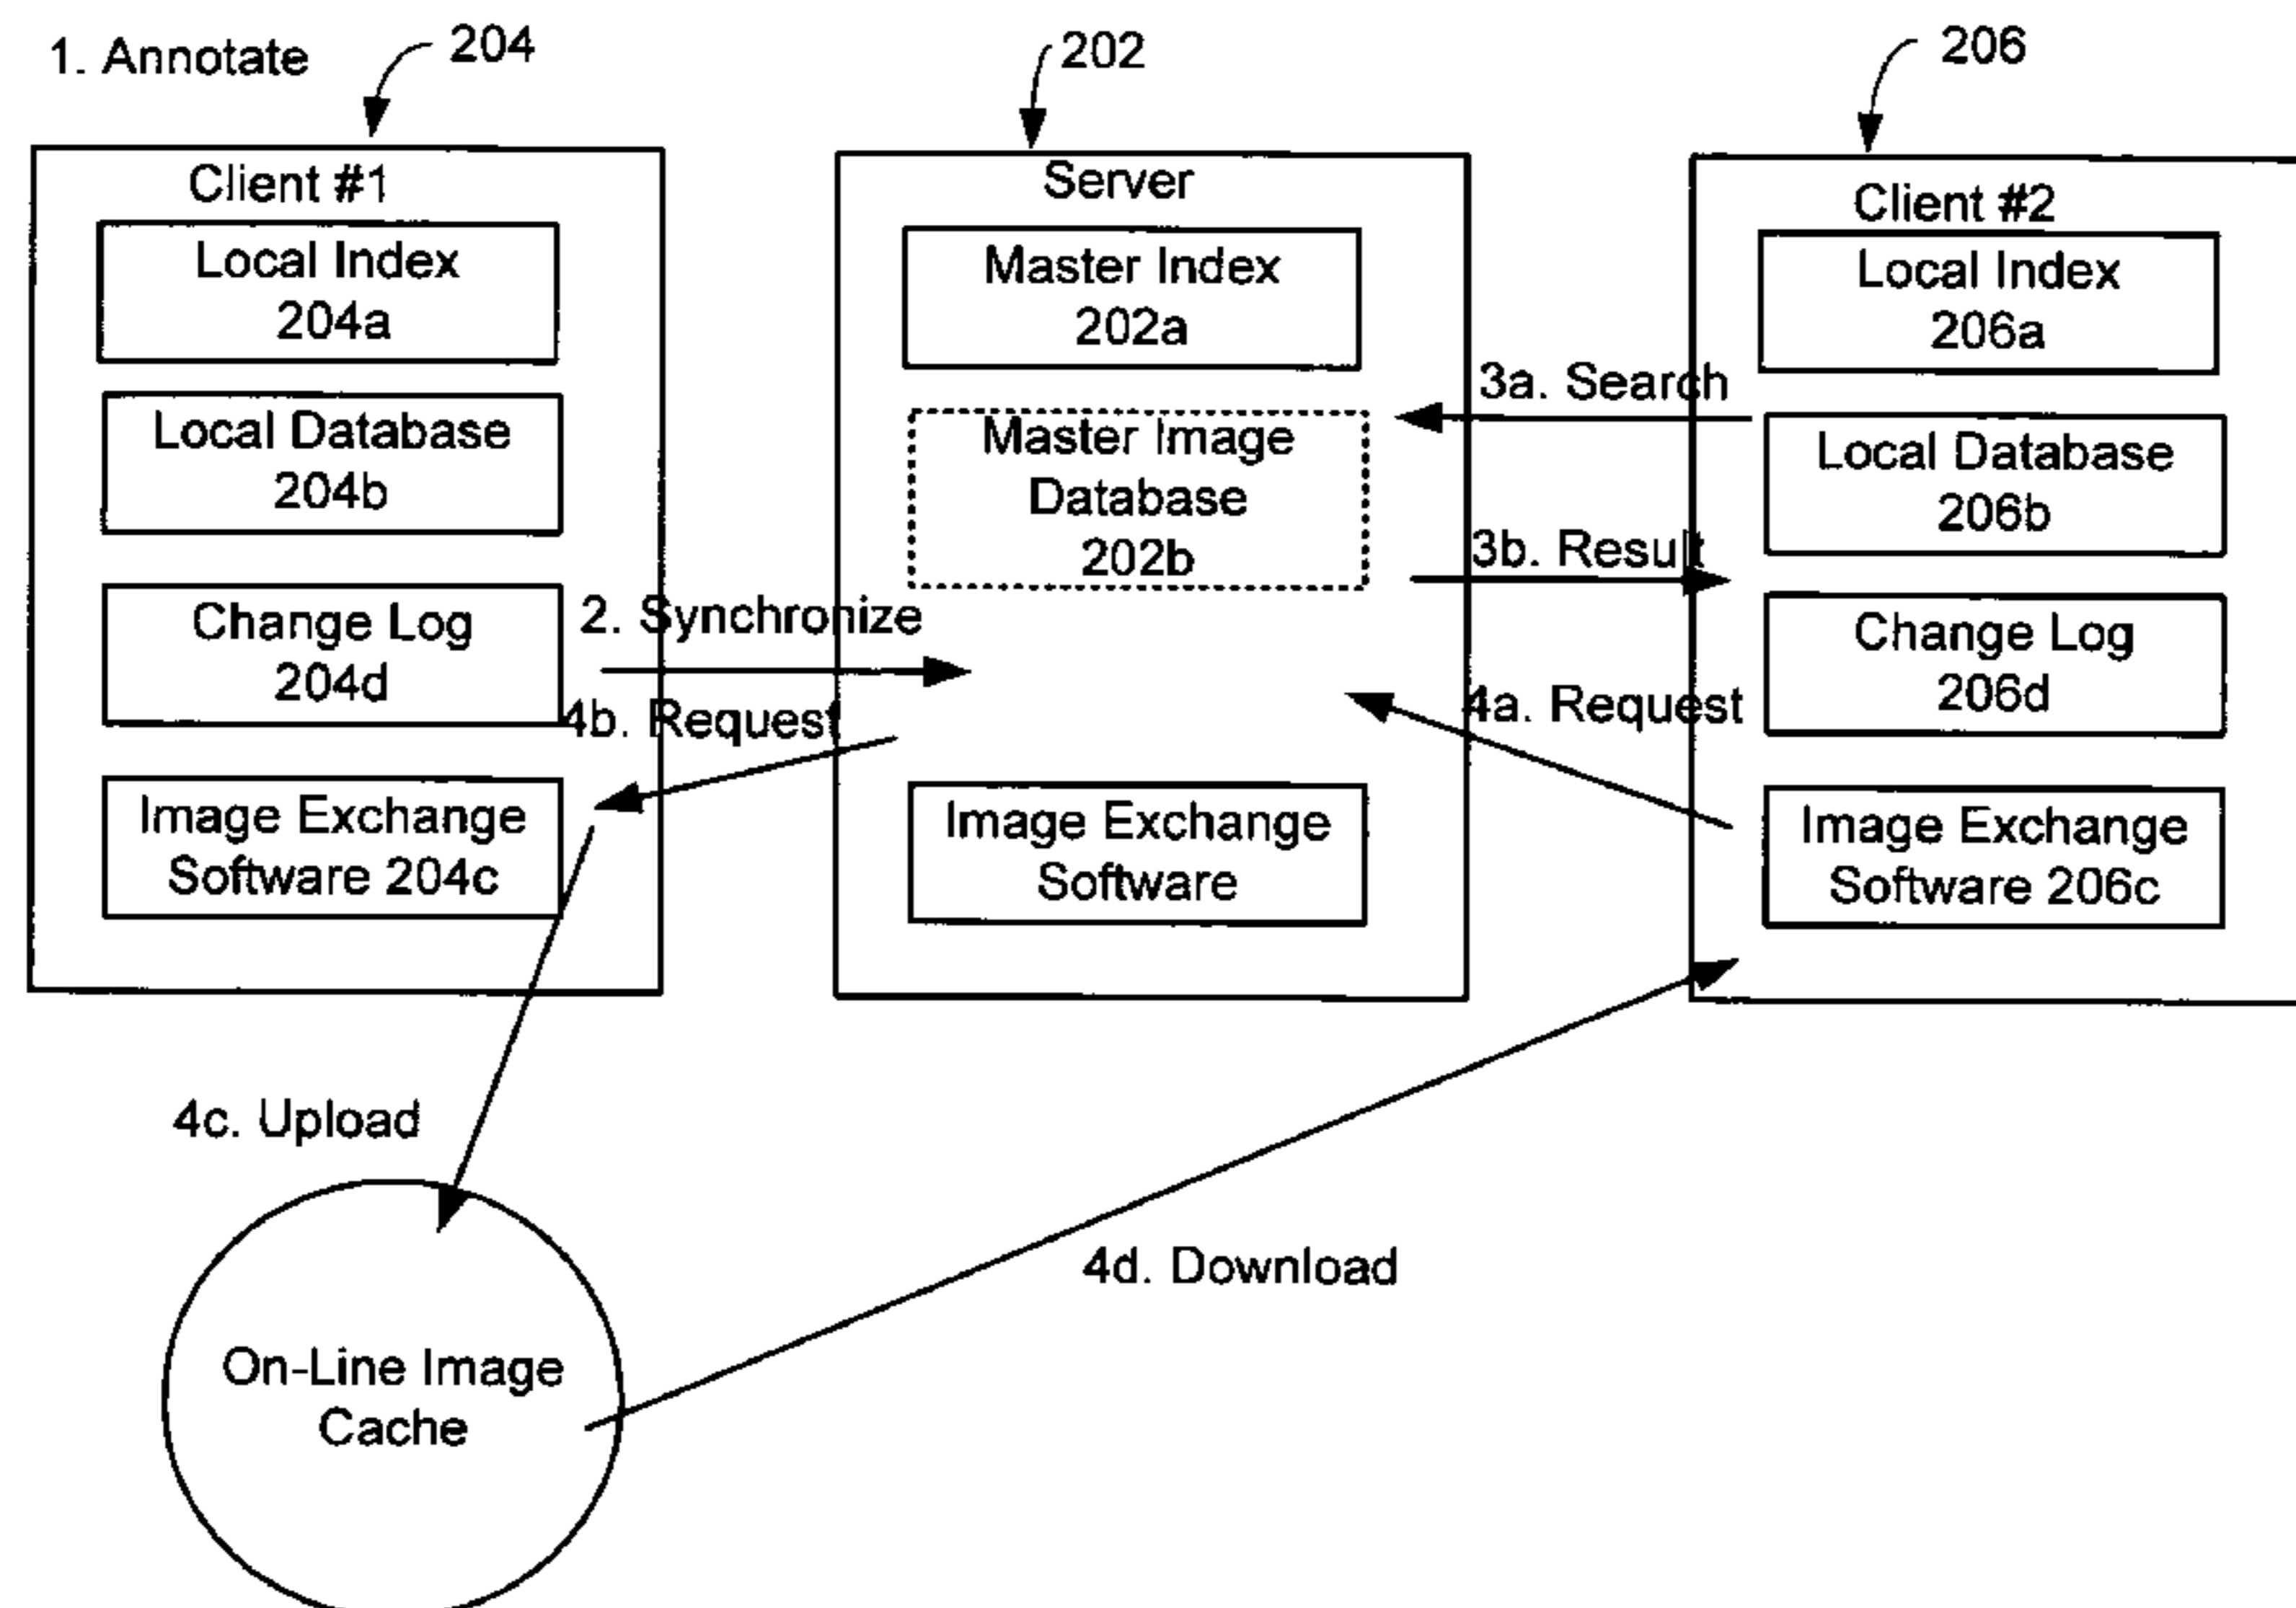 1. Annotate
204
202
206
Client #1
Local Index
204a
Local Database
204b
Change Log
204d
Image Exchange
Software 204c
Server
Master Index
202a
Master Image
Database
202b
Image Exchange
Software
Client #2
Local Index
206a
Local Database
206b
Change Log
206d
Image Exchange
Software 206c
2. Synchronize
3a. Search
3b. Result
4a. Request
4b. Request
4c. Upload
4d. Download
On-Line Image
Cache